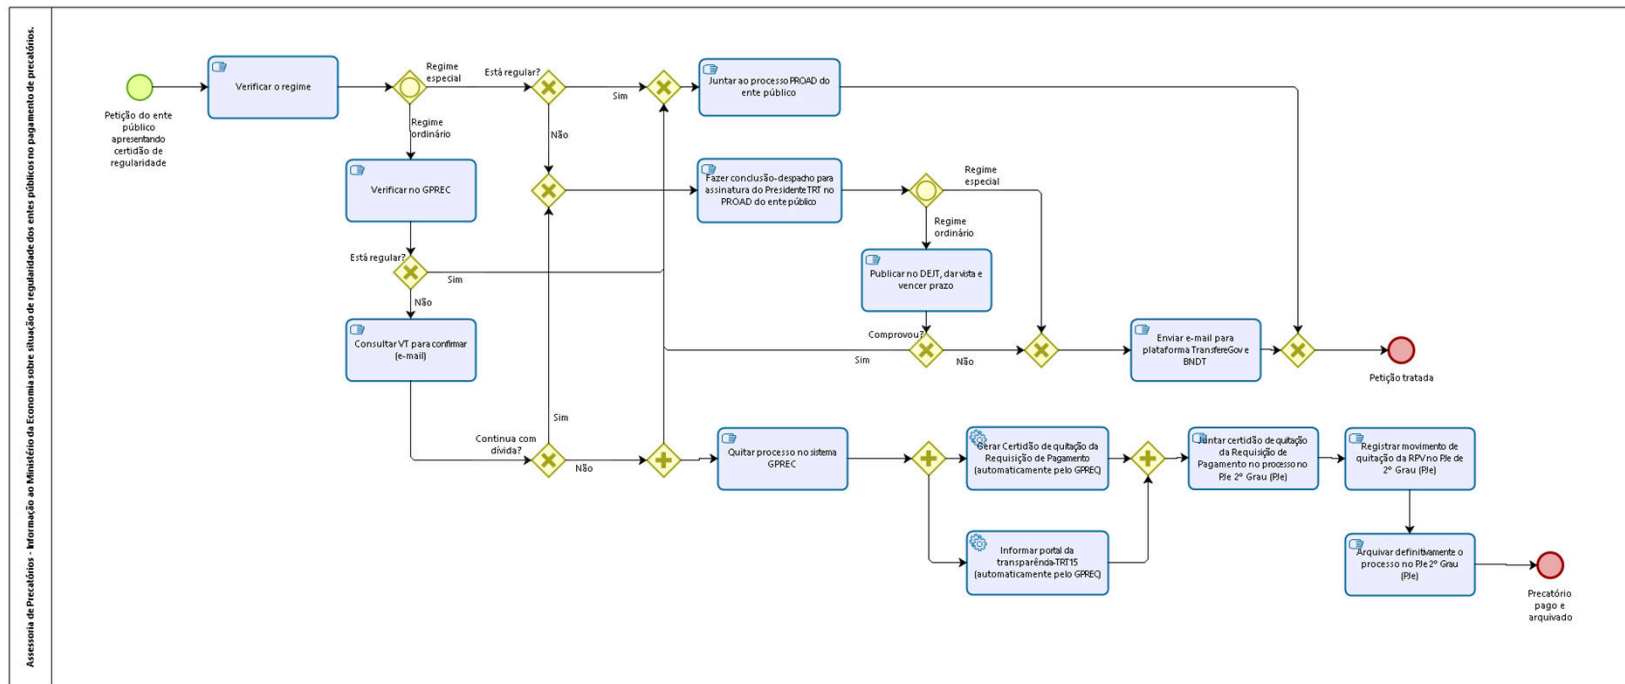 Assessoria de Precatórios - Informação ao Ministério da Economia sobre situação de regularidade dos entes públicos no pagamento de precatórios.
Petição do ente
público
apresentando
certidão de
regularidade
Verificar o regime
Regime
especial
Regime
ordinário
Está regular?
Sim
Não
Juntar ao processo PROAD do
ente público
Verificar no GPREC
Fazer conclusão-despacho para
assinatura do Presidente TRT no
PROAD do ente público
Regime
especial
Regime
ordinário
Está regular?
Sim
Não
Publicar no DEJT, dar vista e
vencer prazo
Consultar VT para confirmar
(e-mail)
Comprovou?
Sim
Não
Enviar e-mail para
plataforma TransfereGov e
BNDT
Petição tratada
Continua com
dívida?
Sim
Não
Quitar processo no sistema
GPREC
Gerar Certidão de quitação da
Requisição de Pagamento
(automaticamente pelo GPREC)
Informar portal da
transparência-TRT15
(automaticamente pelo GPREC)
Juntar certidão de quitação
da Requisição de
Pagamento no processo no
PJe 2º Grau (PJe)
Registrar movimento de
quitação da RPV no PJe de
2º Grau (PJe)
Arquivar definitivamente o
processo no PJe 2º Grau
(PJe)
Precatório
pago e
arquivado